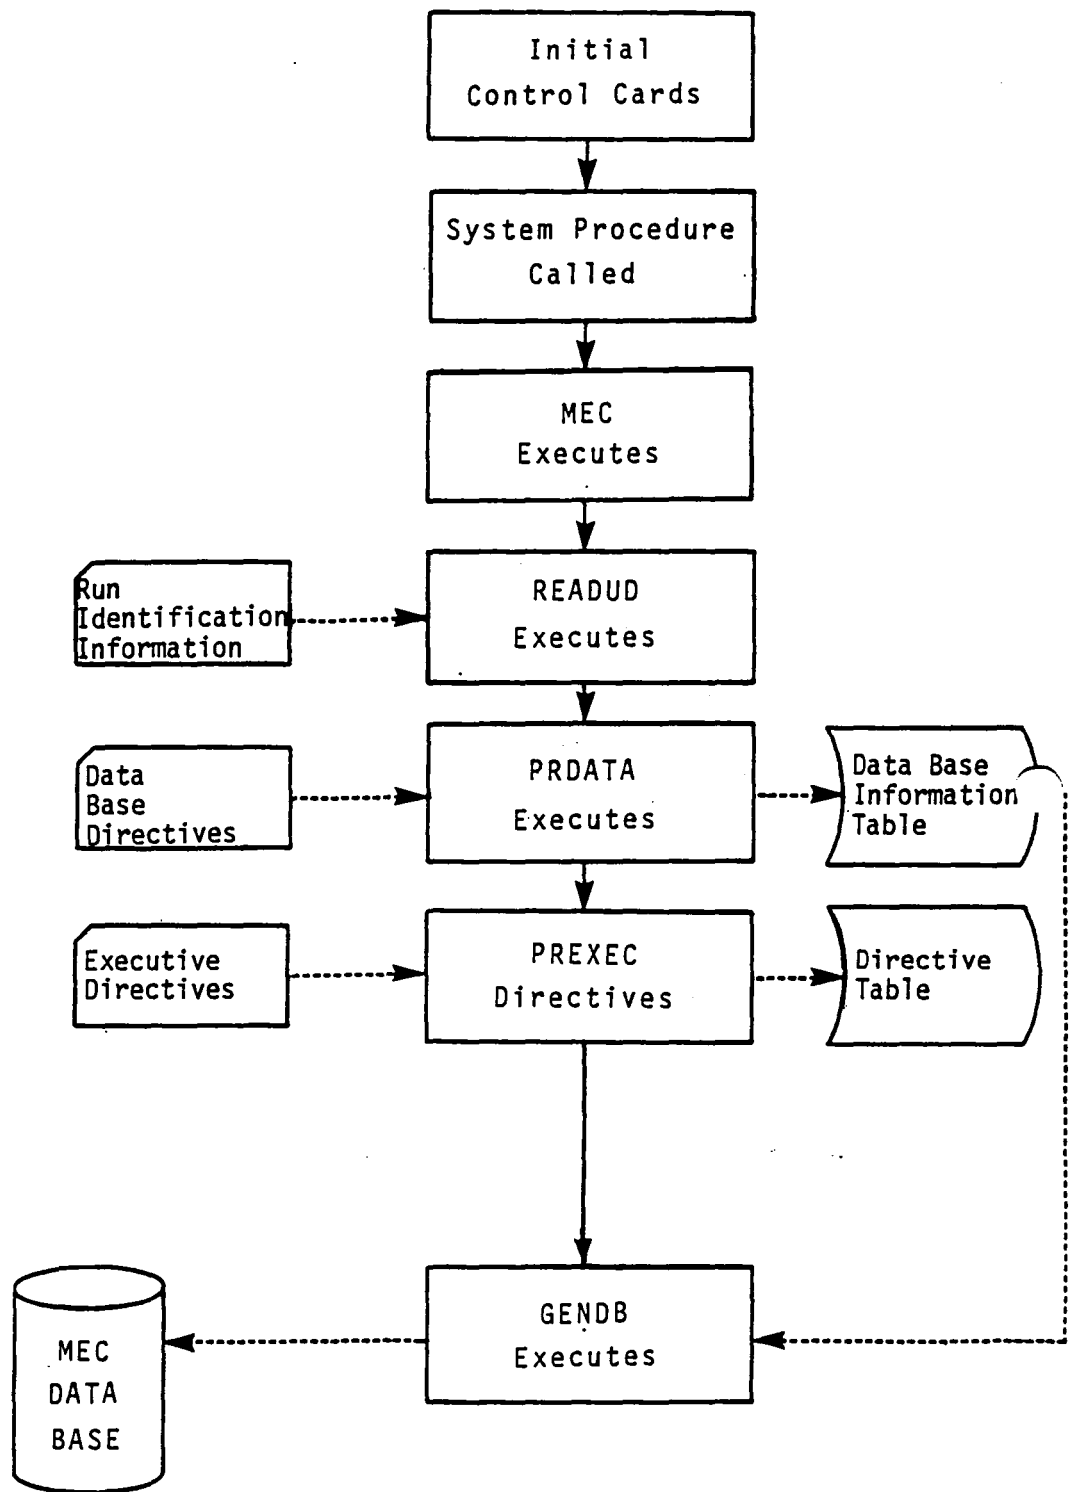 Initial
Control Cards
System Procedure
Called
MEC
Executes
Run
Identification
Information
READUD
Executes
Data
Base
Directives
PRDATA
Executes
Data Base
Information
Table
Executive
Directives
PREXEC
Directives
Directive
Table
MEC
DATA
BASE
GENDB
Executes